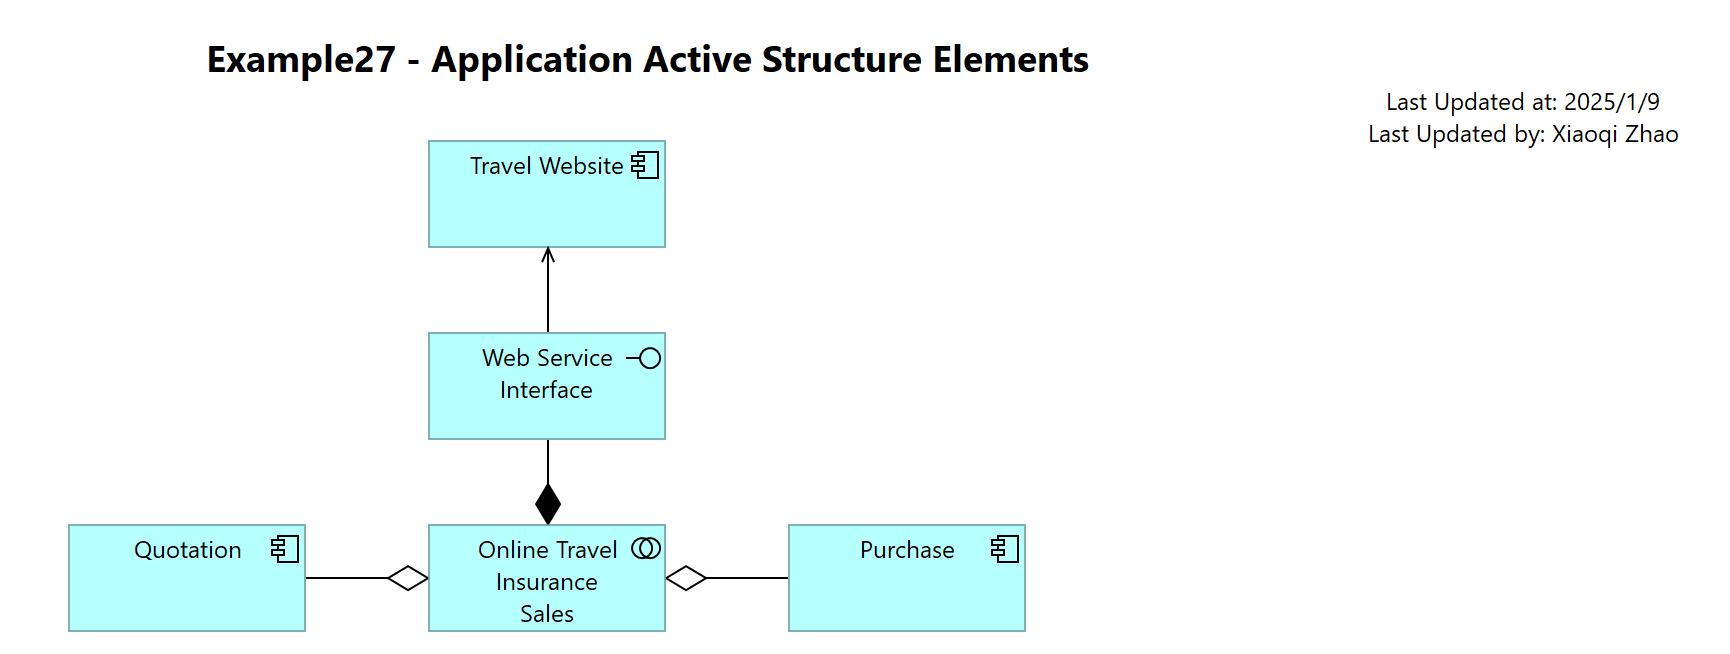 Example27 - Application Active Structure Elements
Last Updated at: 2025/1/9
Last Updated by: Xiaoqi Zhao
Travel Website
Web Service
Interface
Quotation
Online Travel
Insurance
Sales
Purchase